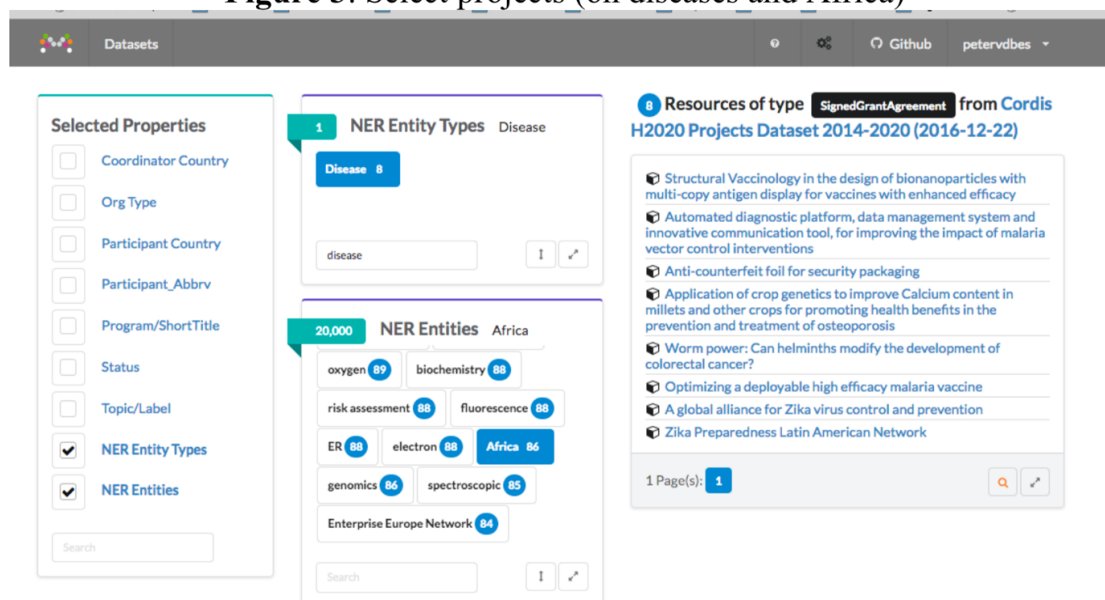 Figure 3: Select projects (on diseases and Africa)
Datasets
Github
petervdbes
Selected Properties
Coordinator Country
Org Type
Participant Country
Participant_Abbrv
Program/ShortTitle
Status
Topic/Label
NER Entity Types
NER Entities
Search
1 NER Entity Types Disease
Disease 8
disease
20,000 NER Entities Africa
oxygen 89 biochemistry 88
risk assessment 88 fluorescence 88
ER 88 electron 88 Africa 86
genomics 86 spectroscopic 85
Enterprise Europe Network 84
Search
8 Resources of type SignedGrantAgreement from Cordis
H2020 Projects Dataset 2014-2020 (2016-12-22)
Structural Vaccinology in the design of bionanoparticles with
multi-copy antigen display for vaccines with enhanced efficacy
Automated diagnostic platform, data management system and
innovative communication tool, for improving the impact of malaria
vector control interventions
Anti-counterfeit foil for security packaging
Application of crop genetics to improve Calcium content in
millets and other crops for promoting health benefits in the
prevention and treatment of osteoporosis
Worm power: Can helminths modify the development of
colorectal cancer?
Optimizing a deployable high efficacy malaria vaccine
A global alliance for Zika virus control and prevention
Zika Preparedness Latin American Network
1 Page(s): 1